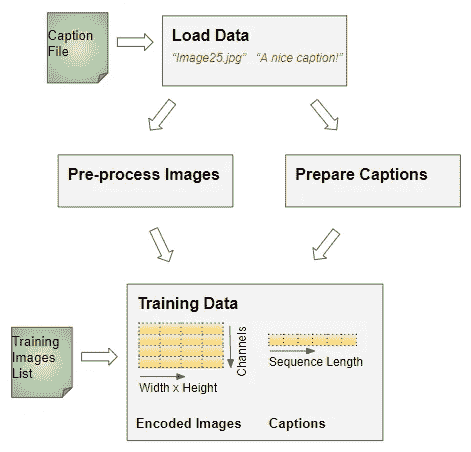 Caption
File
Load Data
"Image25.jpg" "A nice caption!"
Pre-process Images
Prepare Captions
Training
Images
List
Training Data
Channels
Width x Height
Sequence Length
Encoded Images
Captions